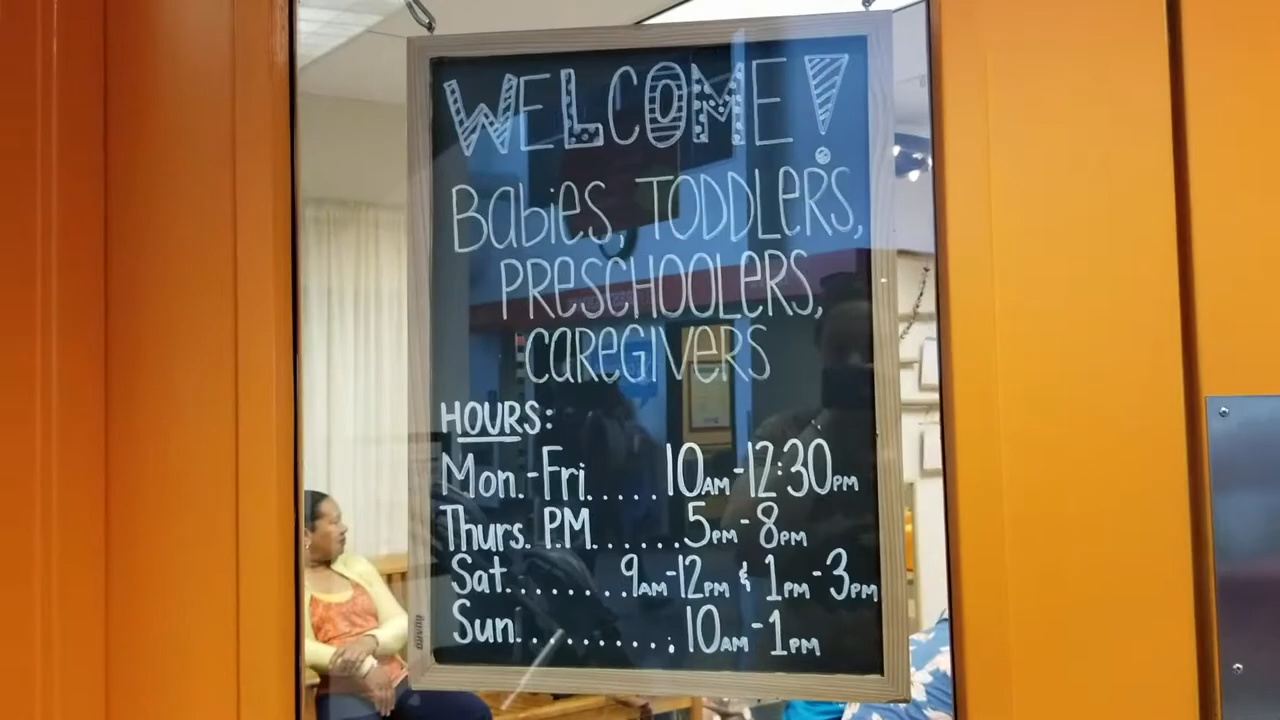 WELCOME!
Babies, TODDLeRS,
PReSCHOOLeRS,
CaReGIVeRS
HOURS:
Mon.-Fri..... 10AM-12:30PM
Thurs. P.M.......5PM-8PM
Sat........9AM-12PM & 1PM-3PM
Sun........... 10AM-1PM